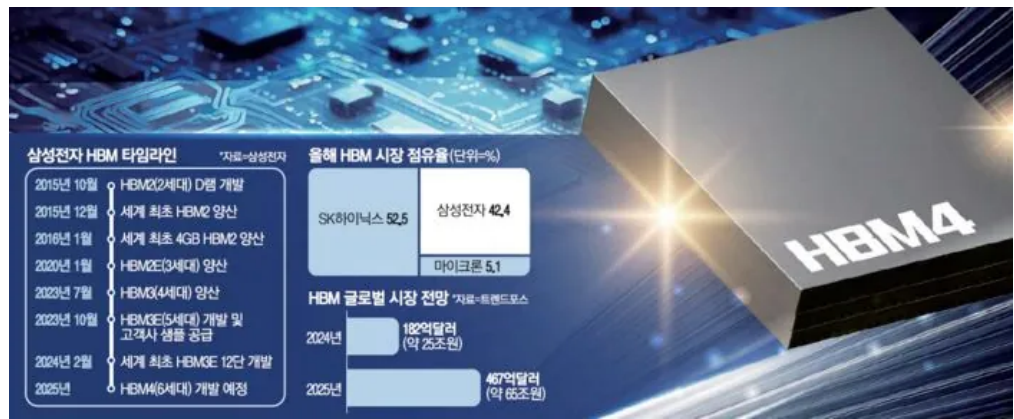 삼성전자 HBM 타임라인
*자료=삼성전자
2015년 10월 HBM2(2세대) D램 개발
2015년 12월 세계 최초 HBM2 양산
2016년 1월 세계 최초 4GB HBM2 양산
2020년 1월 HBM2E(3세대) 양산
2023년 7월 HBM3(4세대) 양산
2023년 10월 HBM3E(5세대) 개발 및
고객사 샘플 공급
2024년 2월 세계 최초 HBM3E 12단 개발
2025년 HBM4(6세대) 개발 예정
올해 HBM 시장 점유율(단위=%)
SK하이닉스 52.5
삼성전자 42.4
마이크론 5.1
HBM 글로벌 시장 전망 *자료=트렌드포스
2024년 182억달러
(약 25조원)
2025년 467억달러
(약 65조원)
HBM4